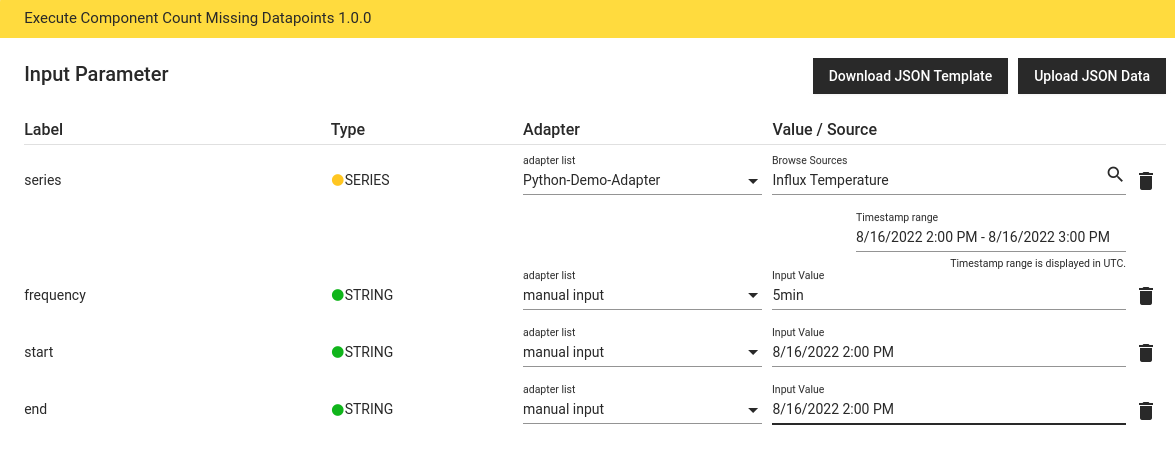 Execute Component Count Missing Datapoints 1.0.0
Input Parameter
Download JSON Template
Upload JSON Data
Label Type Adapter Value / Source
adapter list Browse Sources
series SERIES Python-Demo-Adapter Influx Temperature
Timestamp range
8/16/2022 2:00 PM - 8/16/2022 3:00 PM
Timestamp range is displayed in UTC.
adapter list Input Value
frequency STRING manual input 5min
adapter list Input Value
start STRING manual input 8/16/2022 2:00 PM
adapter list Input Value
end STRING manual input 8/16/2022 2:00 PM